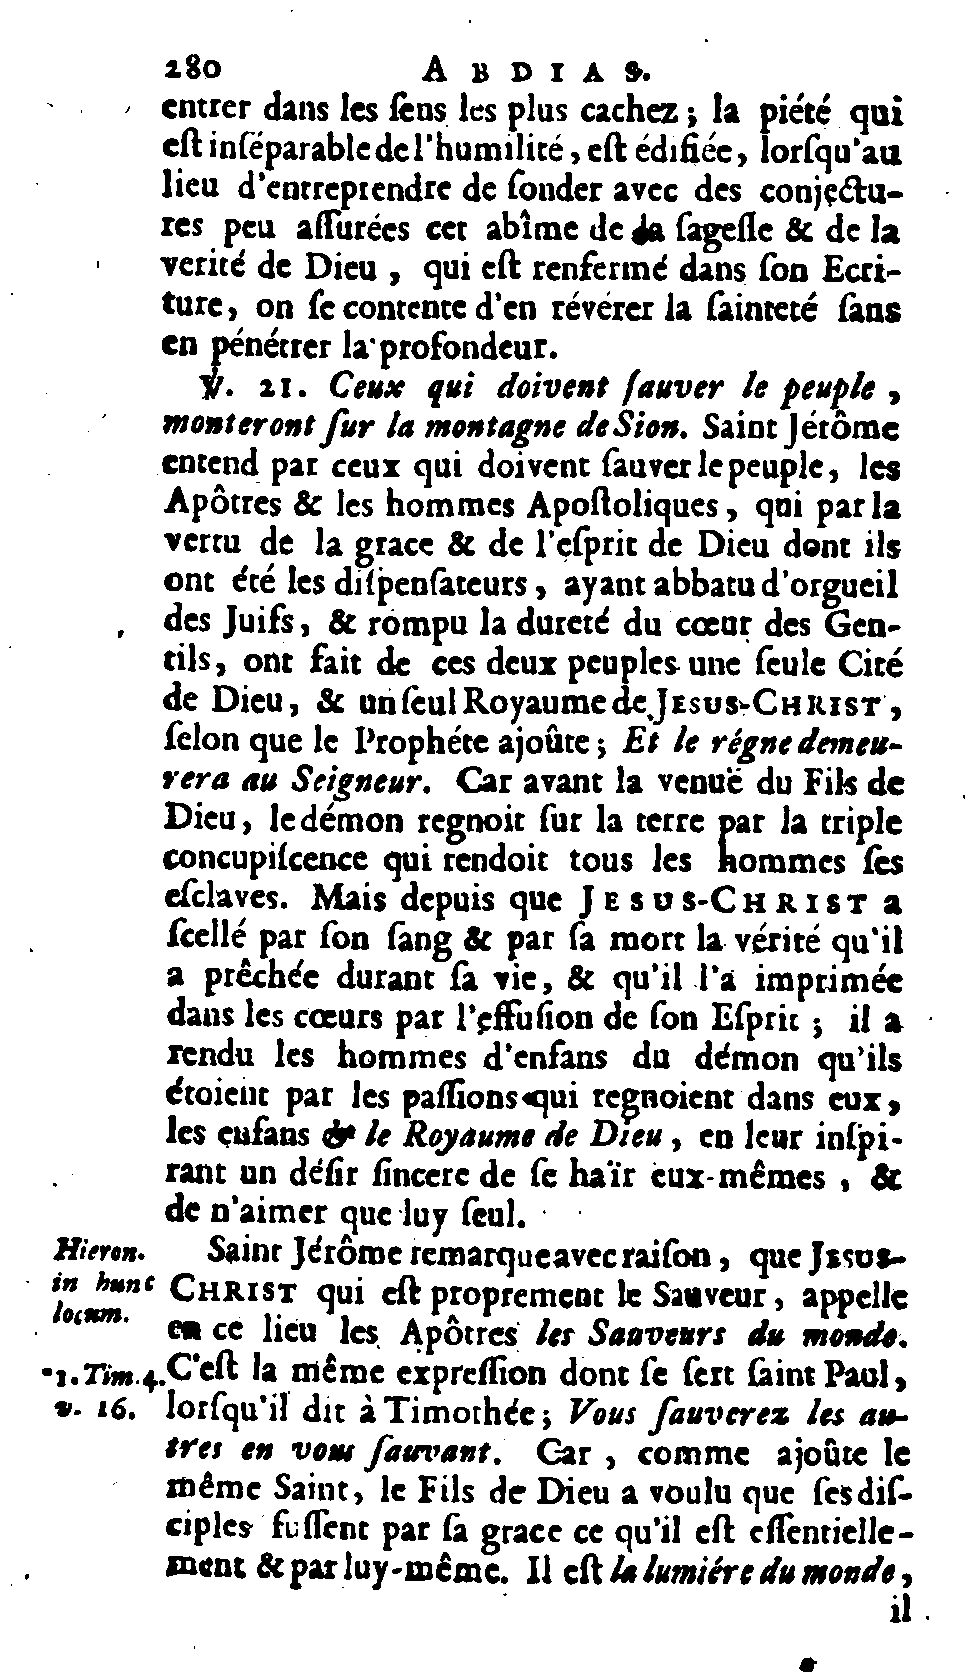 280 ABDIAS.
entrer dans les ſens les plus cachez ; la piété qui
eſt inſéparable de l'humilité, eſt édifiée, lorſqu'au
lieu d'entreprendre de ſonder avec des conjectu-
res peu aſſurées cet abîme de la ſageſſe & de la
verité de Dieu, qui eſt renfermé dans ſon Ecri-
ture, on ſe contente d'en révérer la ſainteté ſans
en pénétrer la profondeur.
℣. 21. Ceux qui doivent ſauver le peuple,
monteront ſur la montagne de Sion. Saint Jérôme
entend par ceux qui doivent ſauver le peuple, les
Apôtres & les hommes Apoſtoliques, qui par la
vertu de la grace & de l'eſprit de Dieu dont ils
ont été les diſpenſateurs, ayant abbatu d'orgueil
des Juifs, & rompu la dureté du cœur des Gen-
tils, ont fait de ces deux peuples une ſeule Cité
de Dieu, & un ſeul Royaume de JESUS-CHRIST,
ſelon que le Prophéte ajoûte ; Et le régne demeu-
rera au Seigneur. Car avant la venuë du Fils de
Dieu, le démon regnoit ſur la terre par la triple
concupiſcence qui rendoit tous les hommes ſes
eſclaves. Mais depuis que JESUS-CHRIST a
ſcellé par ſon ſang & par ſa mort la vérité qu'il
a prêchée durant ſa vie, & qu'il l'a imprimée
dans les cœurs par l'effuſion de ſon Eſprit ; il a
rendu les hommes d'enfans du démon qu'ils
étoient par les paſſions qui regnoient dans eux,
les enfans & le Royaume de Dieu, en leur inſpi-
rant un déſir ſincere de ſe haïr eux-mêmes, &
de n'aimer que luy ſeul.
Hieron.
in hunc
locum.
Saint Jérôme remarque avec raiſon, que JESUS-
CHRIST qui eſt proprement le Sauveur, appelle
en ce lieu les Apôtres les Sauveurs du monde.
1. Tim. 4.
v. 16.
C'eſt la même expreſſion dont ſe ſert ſaint Paul,
lorſqu'il dit à Timothée ; Vous ſauverez les au-
tres en vous ſauvant. Car, comme ajoûte le
même Saint, le Fils de Dieu a voulu que ſes diſ-
ciples fuſſent par ſa grace ce qu'il eſt eſſentielle-
ment & par luy-même. Il eſt la lumiére du monde,
il